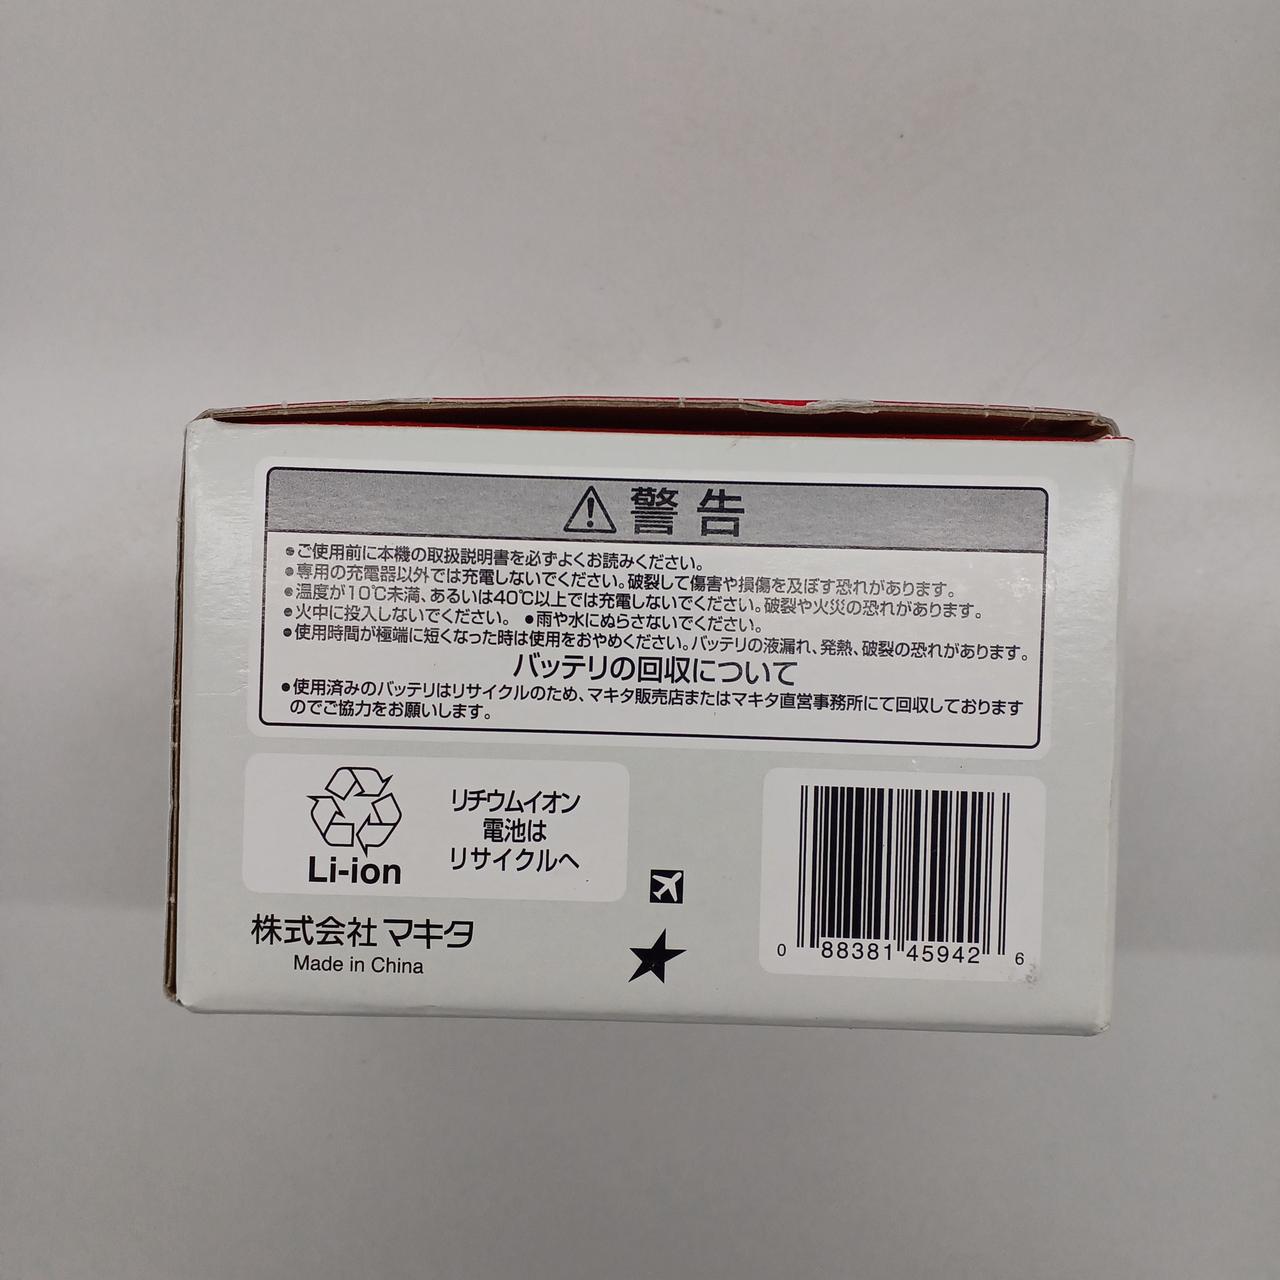 警告
●ご使用前に本機の取扱説明書を必ずよくお読みください。
●専用の充電器以外では充電しないでください。破裂して傷害や損傷を及ぼす恐れがあります。
●温度が10℃未満、あるいは40℃以上では充電しないでください。破裂や火災の恐れがあります。
●火中に投入しないでください。 ●雨や水にぬらさないでください。
●使用時間が極端に短くなった時は使用をおやめください。バッテリの液漏れ、発熱、破裂の恐れがあります。
バッテリの回収について
●使用済みのバッテリはリサイクルのため、マキタ販売店またはマキタ直営事務所にて回収しております
のでご協力をお願いします。
Li-ion
リチウムイオン
電池は
リサイクルへ
株式会社マキタ
Made in China
0 88381 45942 6